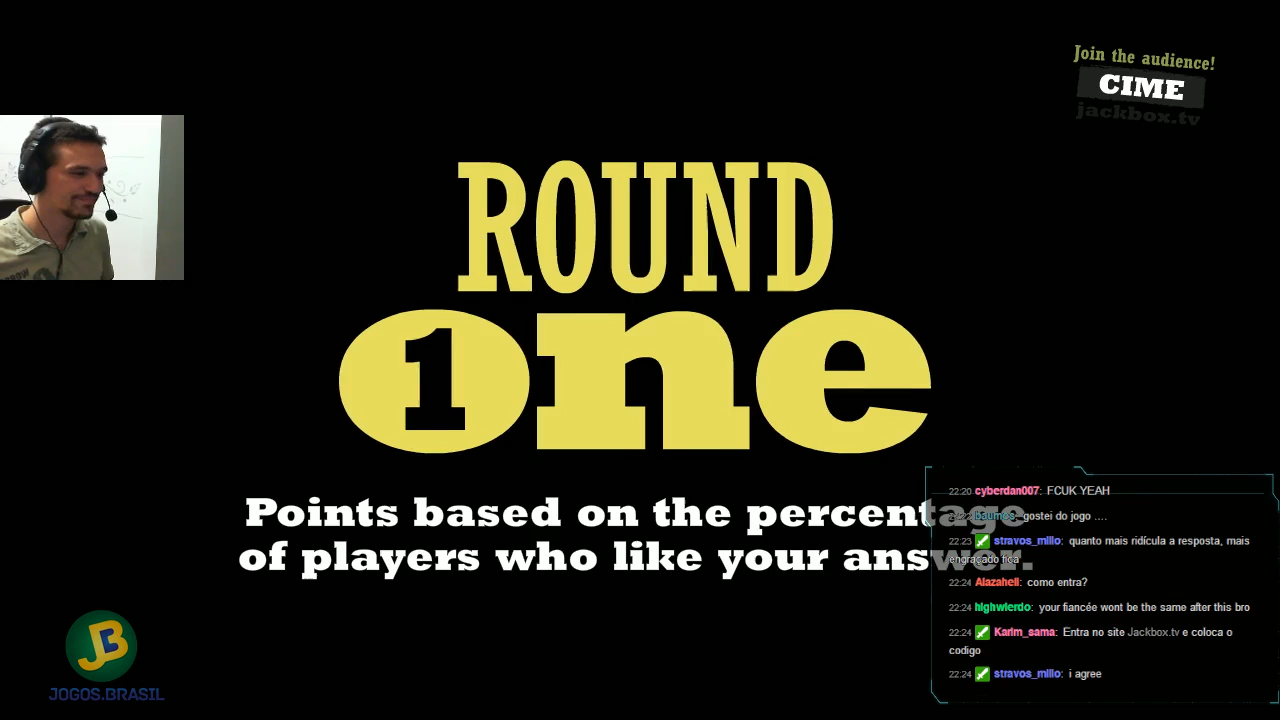 Join the audience!
CIME
jackbox.tv
ROUND
1 one
Points based on the percentage
of players who like your answer.
22:20 cyberdan007: FCUK YEAH
gostei do jogo ....
22:23 stravos_millo: quanto mais ridícula a resposta, mais
engraçado fica
22:24 Alazaheli: como entra?
22:24 highwierdo: your fiancée wont be the same after this bro
22:24 Karim_sama: Entra no site Jackbox.tv e coloca o
codigo
22:24 stravos_millo: i agree
JB
JOGOS.BRASIL